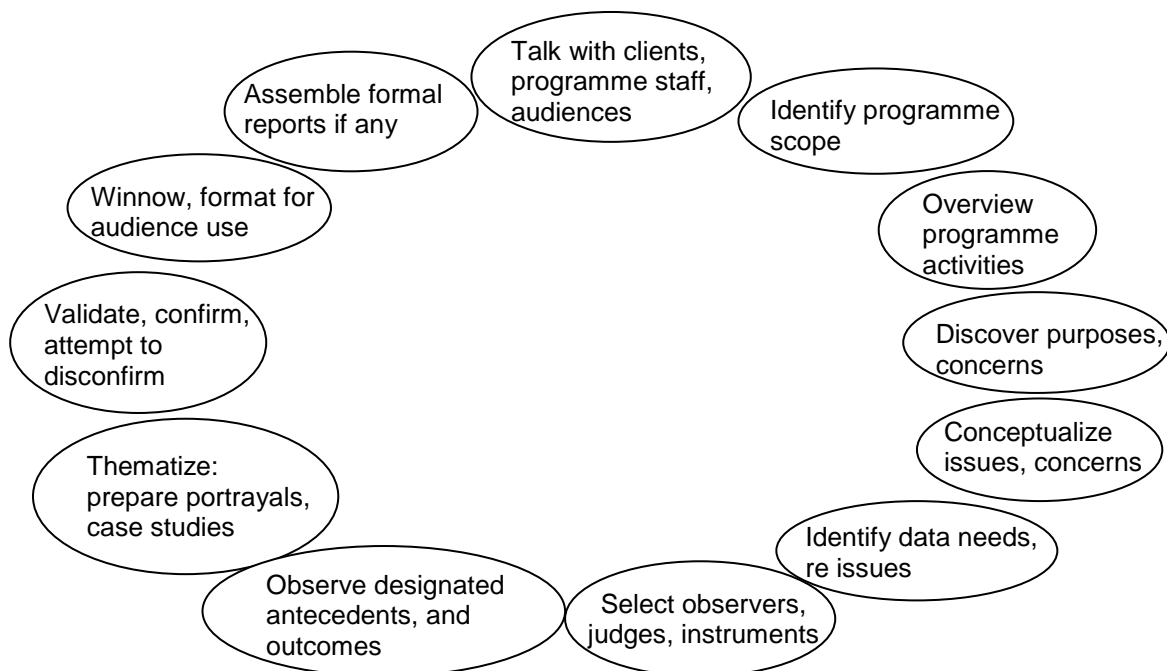 Talk with clients,
programme staff,
audiences
Identify programme
scope
Overview
programme
activities
Discover purposes,
concerns
Conceptualize
issues, concerns
Identify data needs,
re issues
Select observers,
judges, instruments
Observe designated
antecedents, and
outcomes
Thematize:
prepare portrayals,
case studies
Validate, confirm,
attempt to
disconfirm
Winnow, format for
audience use
Assemble formal
reports if any